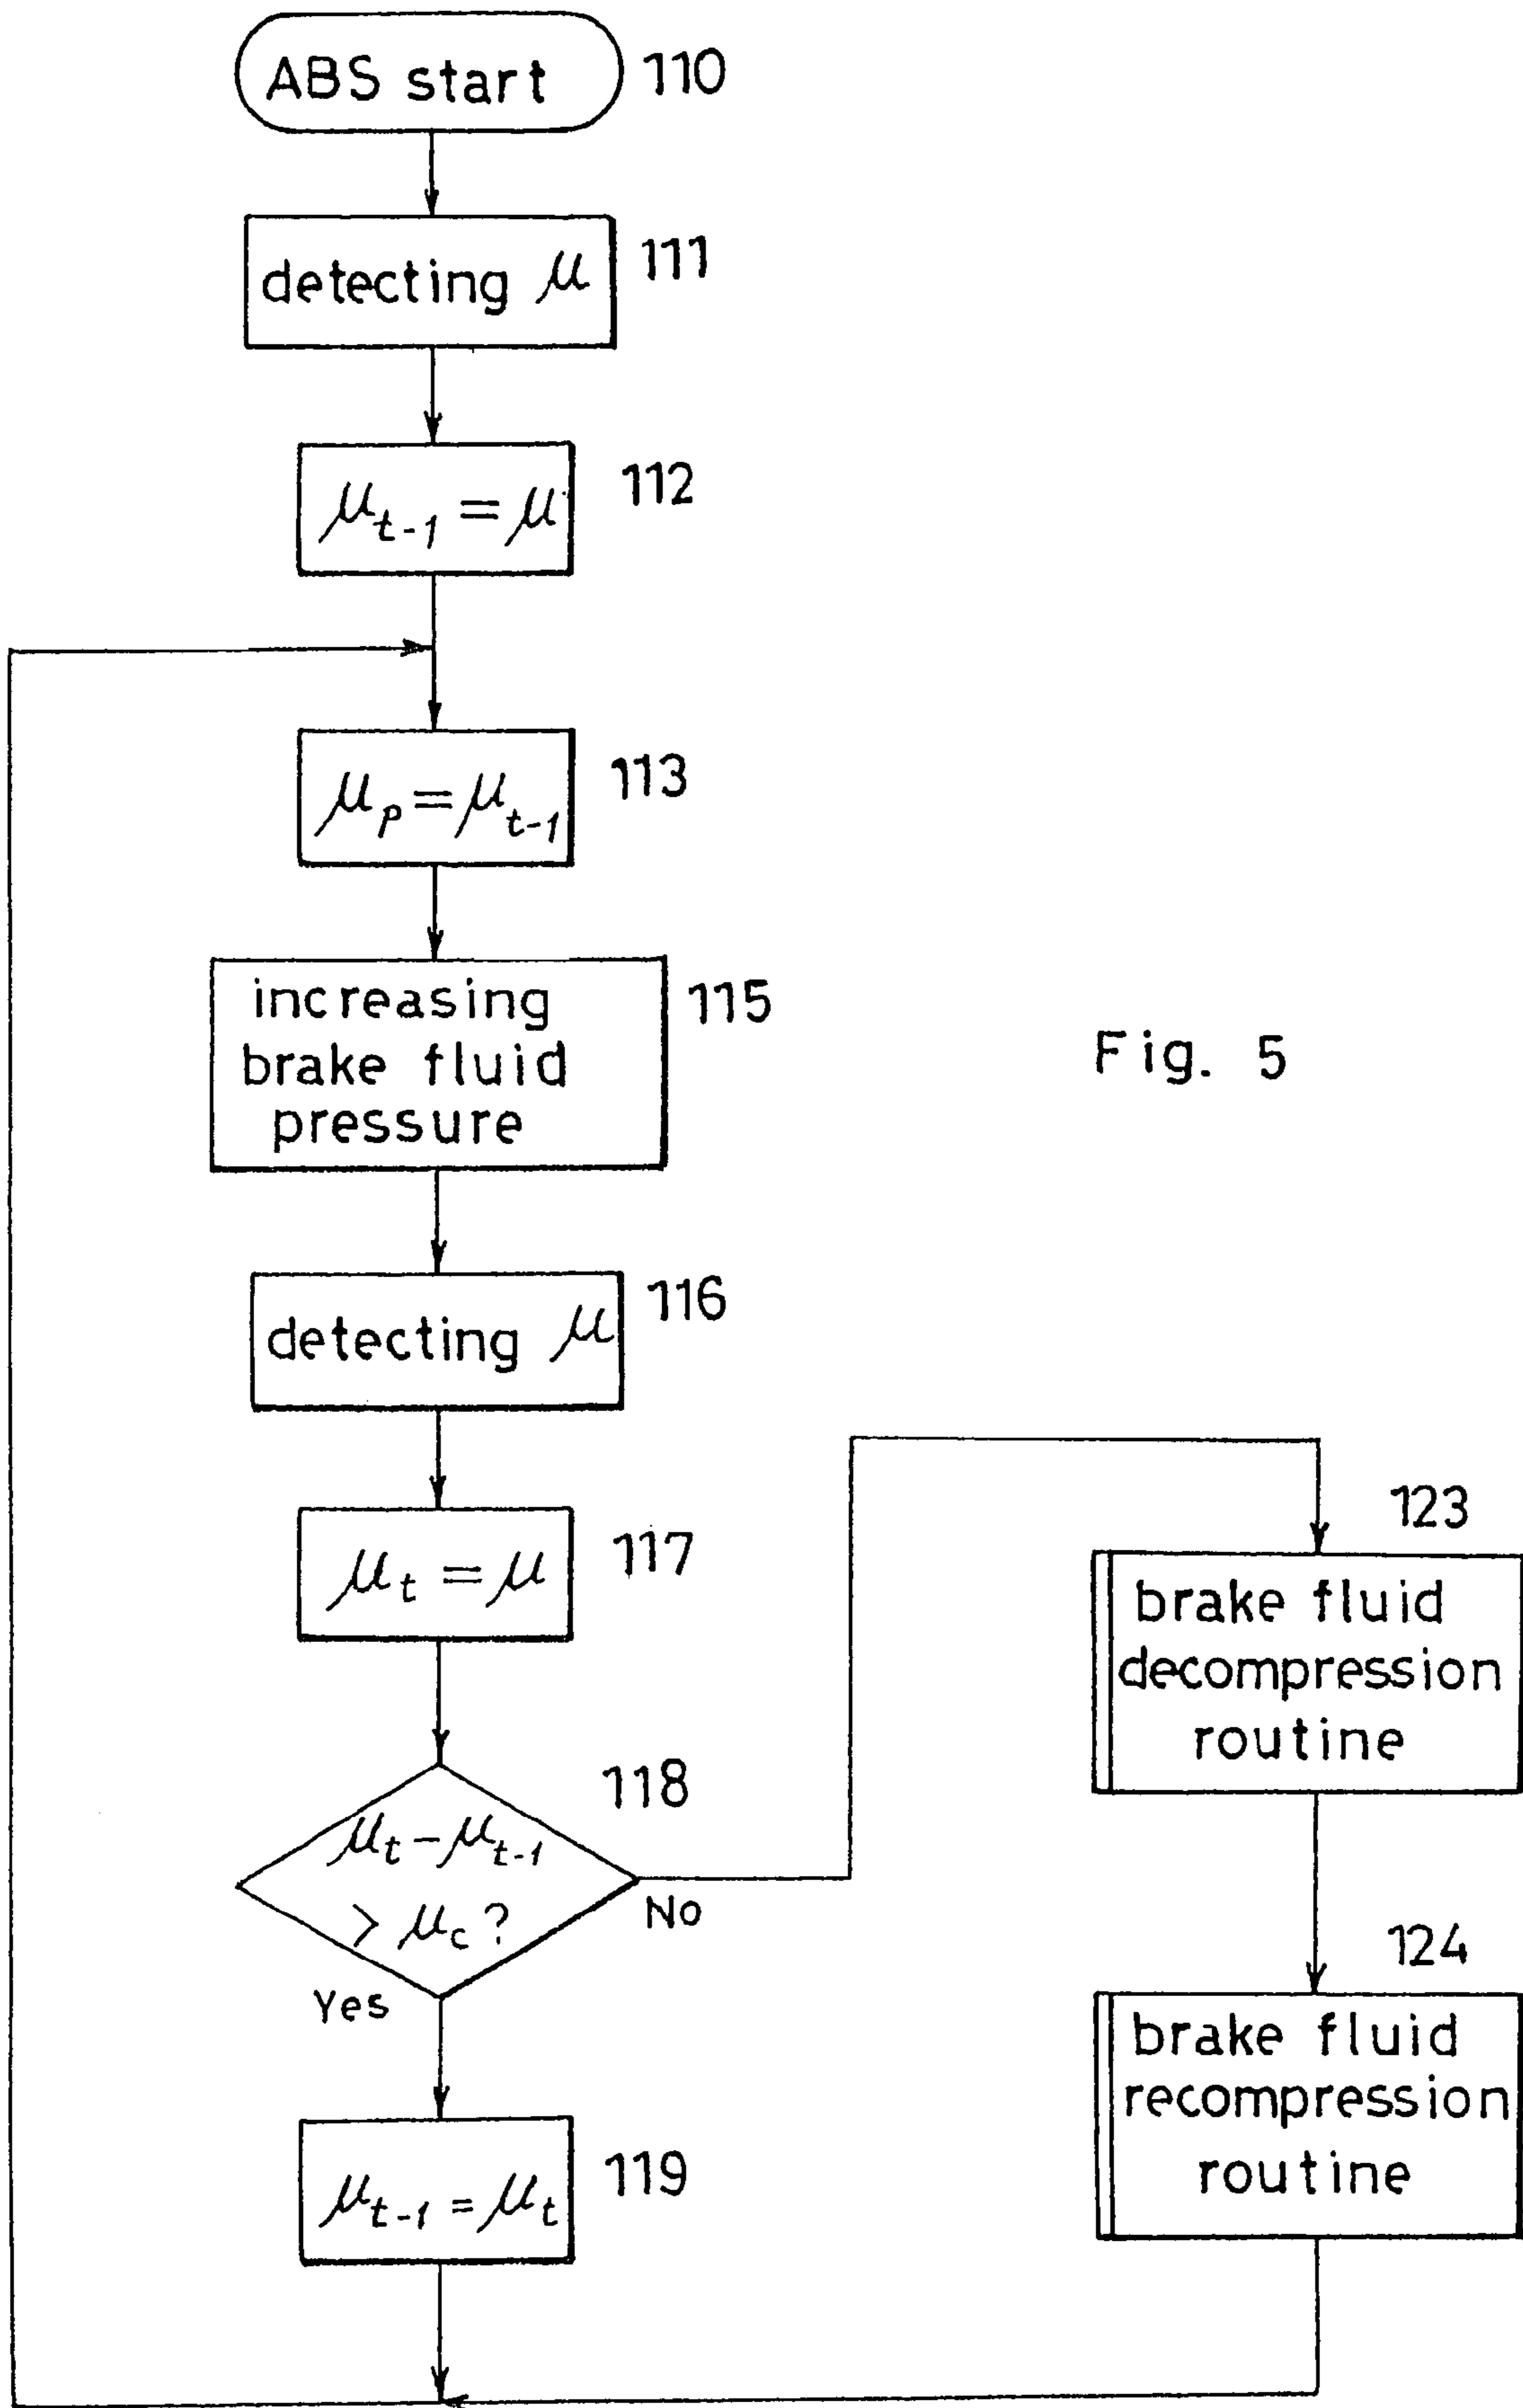 ABS start
110
detecting μ
111
μt-1 = μ
112
μp = μt-1
113
increasing
brake fluid
pressure
115
Fig. 5
detecting μ
116
μt = μ
117
μt - μt-1
> μc ?
118
No
Yes
μt-1 = μt
119
123
brake fluid
decompression
routine
124
brake fluid
recompression
routine